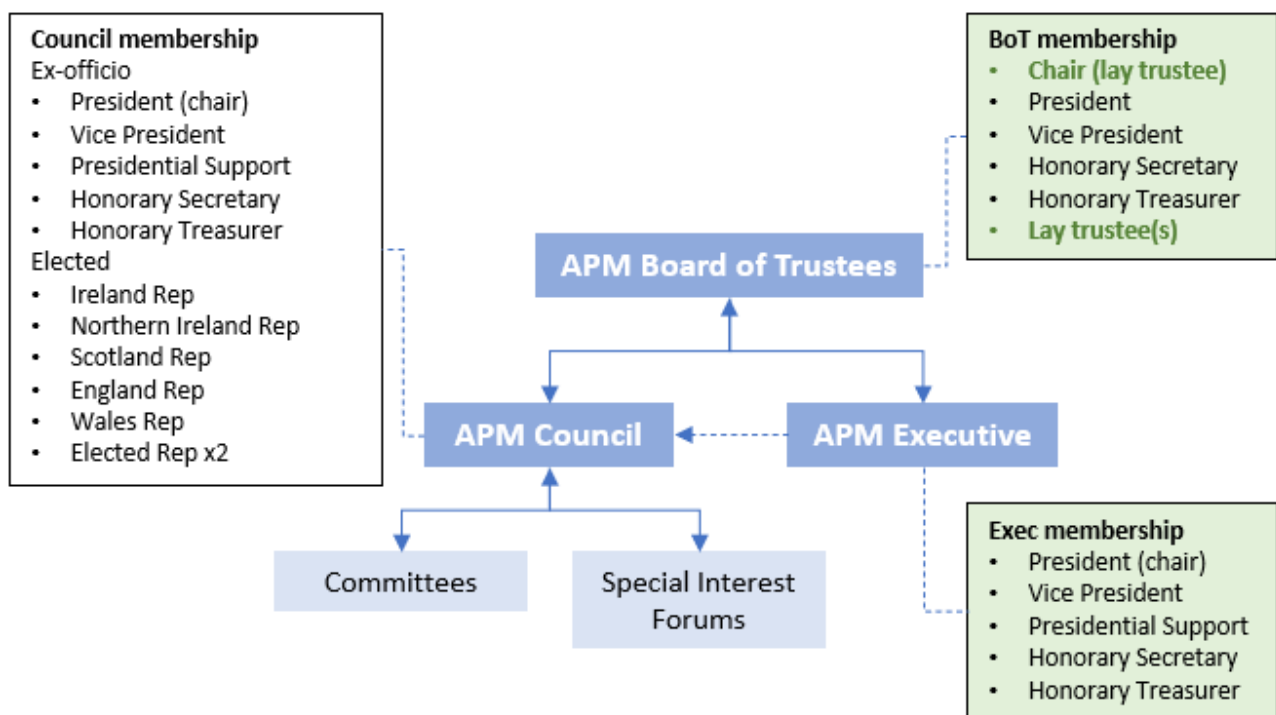 Council membership
Ex-officio
• President (chair)
• Vice President
• Presidential Support
• Honorary Secretary
• Honorary Treasurer
Elected
• Ireland Rep
• Northern Ireland Rep
• Scotland Rep
• England Rep
• Wales Rep
• Elected Rep x2
BoT membership
• Chair (lay trustee)
• President
• Vice President
• Honorary Secretary
• Honorary Treasurer
• Lay trustee(s)
APM Board of Trustees
APM Council
APM Executive
Committees
Special Interest
Forums
Exec membership
• President (chair)
• Vice President
• Presidential Support
• Honorary Secretary
• Honorary Treasurer